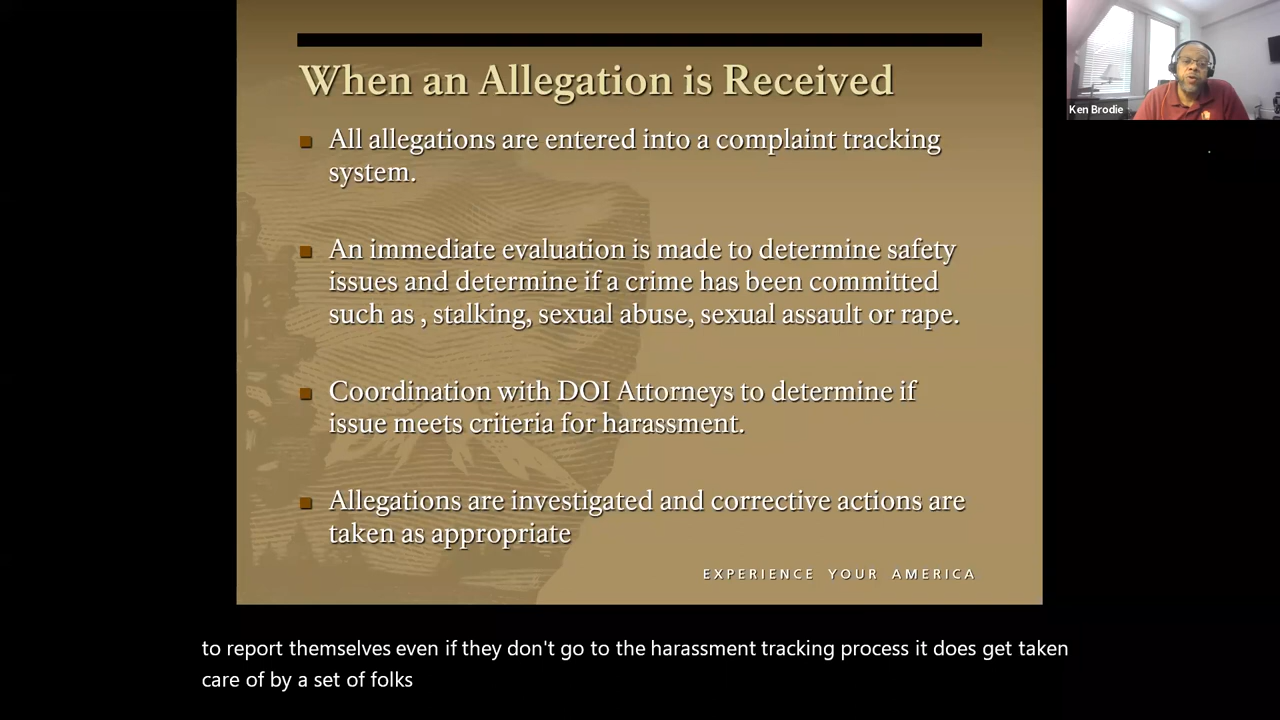 When an Allegation is Received
All allegations are entered into a complaint tracking
system.
An immediate evaluation is made to determine safety
issues and determine if a crime has been committed
such as , stalking, sexual abuse, sexual assault or rape.
Coordination with DOI Attorneys to determine if
issue meets criteria for harassment.
Allegations are investigated and corrective actions are
taken as appropriate
EXPERIENCE YOUR AMERICA
Ken Brodie
to report themselves even if they don't go to the harassment tracking process it does get taken
care of by a set of folks